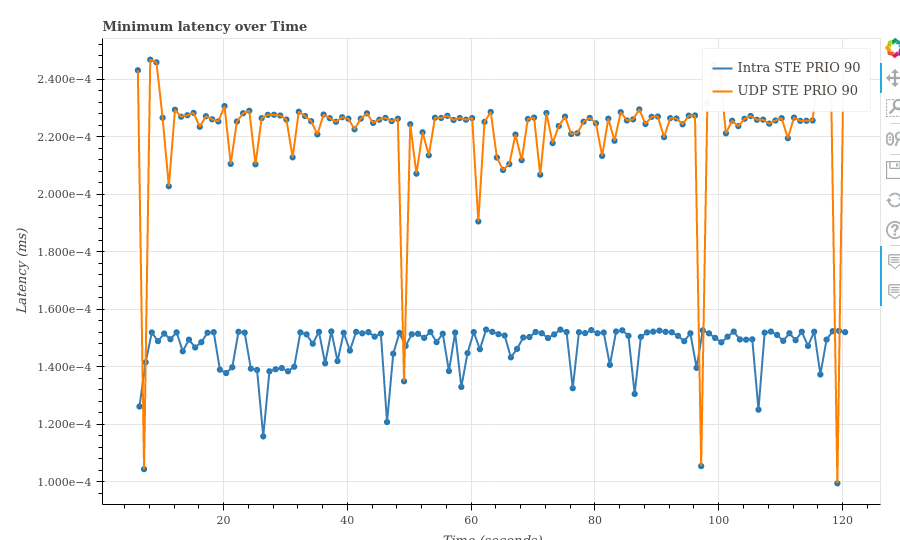 Minimum latency over Time
Intra STE PRIO 90
UDP STE PRIO 90
Latency (ms)
2.400e−4
2.200e−4
2.000e−4
1.800e−4
1.600e−4
1.400e−4
1.200e−4
1.000e−4
20
40
60
80
100
120
Time (seconds)